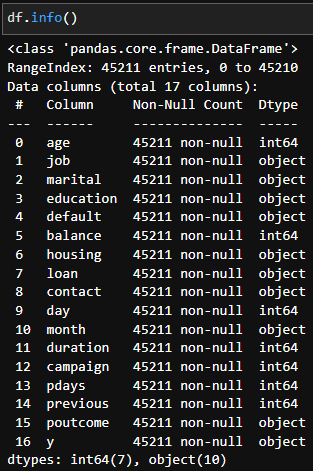 df.info()
<class 'pandas.core.frame.DataFrame'>
RangeIndex: 45211 entries, 0 to 45210
Data columns (total 17 columns):
 #   Column     Non-Null Count  Dtype
---  ------     --------------  -----
 0   age        45211 non-null  int64
 1   job        45211 non-null  object
 2   marital    45211 non-null  object
 3   education  45211 non-null  object
 4   default    45211 non-null  object
 5   balance    45211 non-null  int64
 6   housing    45211 non-null  object
 7   loan       45211 non-null  object
 8   contact    45211 non-null  object
 9   day        45211 non-null  int64
 10  month      45211 non-null  object
 11  duration   45211 non-null  int64
 12  campaign   45211 non-null  int64
 13  pdays      45211 non-null  int64
 14  previous   45211 non-null  int64
 15  poutcome   45211 non-null  object
 16  y          45211 non-null  object
dtypes: int64(7), object(10)